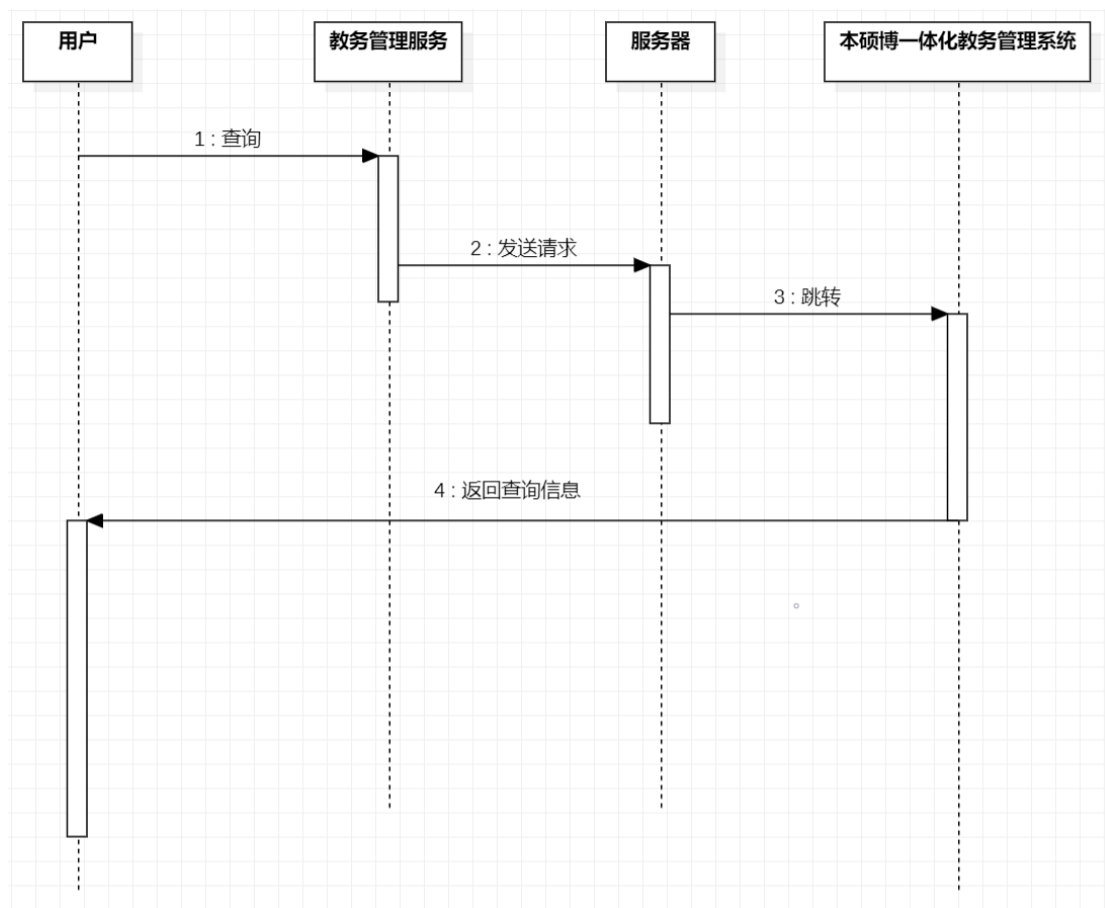 用户
教务管理服务
服务器
本硕博一体化教务管理系统
1 : 查询
2 : 发送请求
3 : 跳转
4 : 返回查询信息